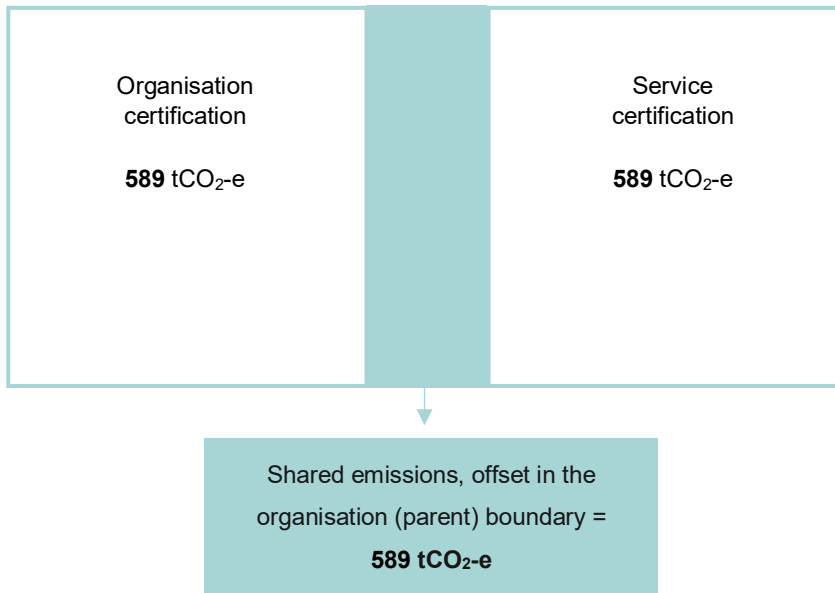 Organisation
certification
589 tCO₂-e
Service
certification
589 tCO₂-e
Shared emissions, offset in the
organisation (parent) boundary =
589 tCO₂-e